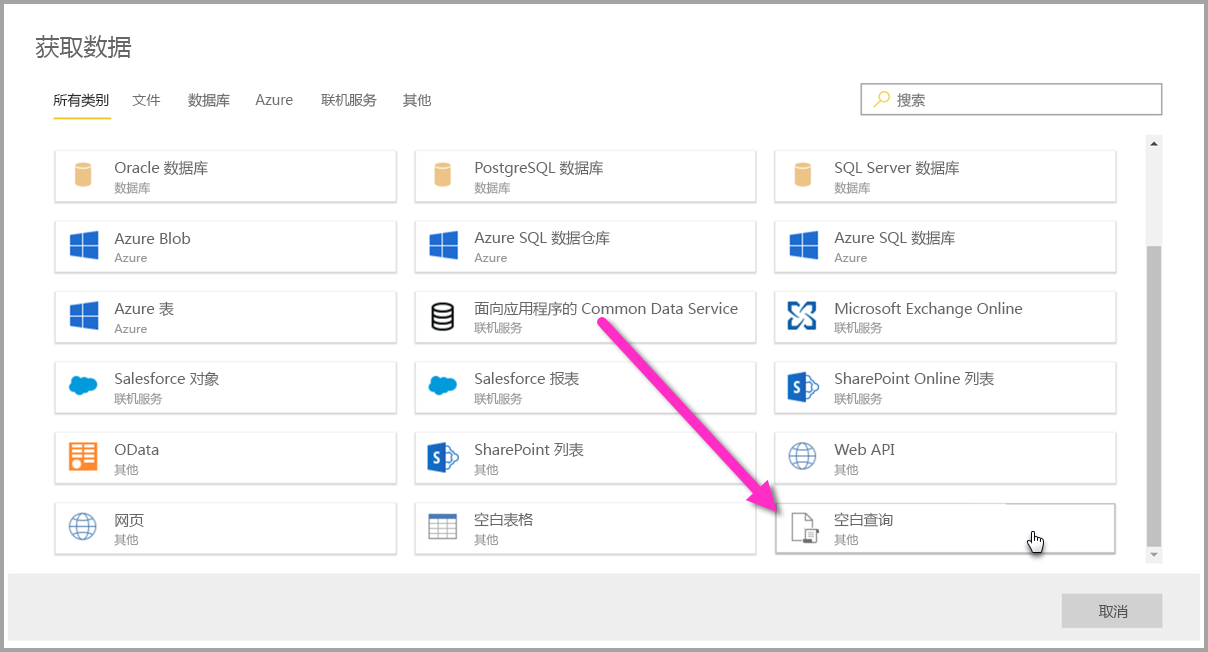 获取数据
所有类别 文件 数据库 Azure 联机服务 其他
搜索
Oracle 数据库
数据库
PostgreSQL 数据库
数据库
SQL Server 数据库
数据库
Azure Blob
Azure
Azure SQL 数据仓库
Azure
Azure SQL 数据库
Azure
Azure 表
Azure
面向应用程序的 Common Data Service
联机服务
Microsoft Exchange Online
联机服务
Salesforce 对象
联机服务
Salesforce 报表
联机服务
SharePoint Online 列表
联机服务
OData
其他
SharePoint 列表
其他
Web API
其他
网页
其他
空白表格
其他
空白查询
其他
取消